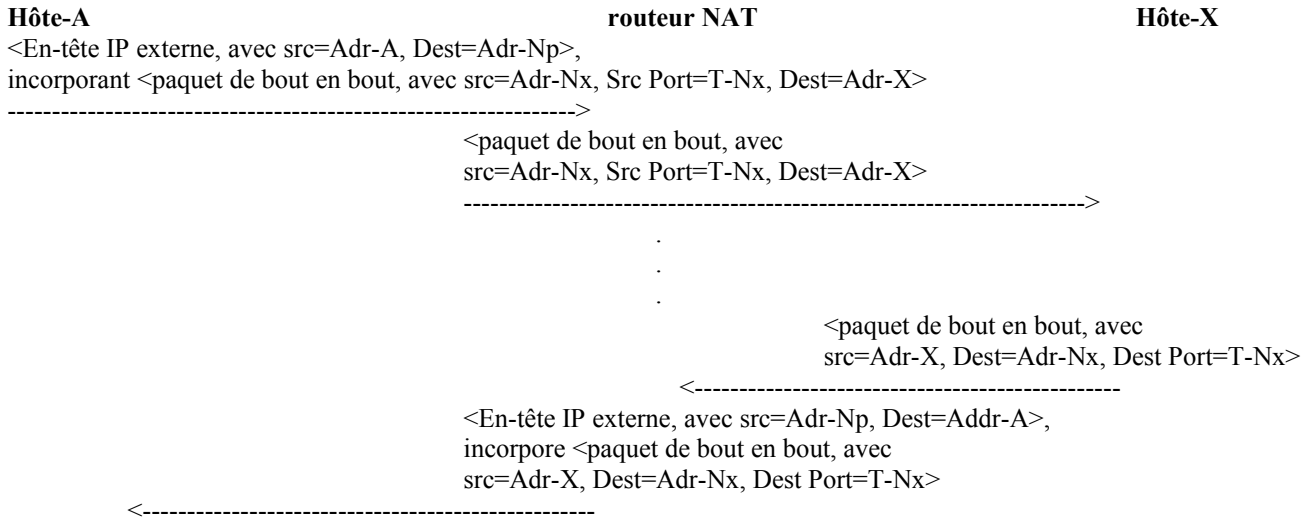 Hôte-A routeur NAT Hôte-X
<En-tête IP externe, avec src=Adr-A, Dest=Adr-Np>,
incorporant <paquet de bout en bout, avec src=Adr-Nx, Src Port=T-Nx, Dest=Adr-X>
---------------------------------------------------------------->
<paquet de bout en bout, avec
src=Adr-Nx, Src Port=T-Nx, Dest=Adr-X>
---------------------------------------------------------------------->
.
.
.
<paquet de bout en bout, avec
src=Adr-X, Dest=Adr-Nx, Dest Port=T-Nx>
<------------------------------------------------
<En-tête IP externe, avec src=Adr-Np, Dest=Addr-A>,
incorpore <paquet de bout en bout, avec
src=Adr-X, Dest=Adr-Nx, Dest Port=T-Nx>
<---------------------------------------------------